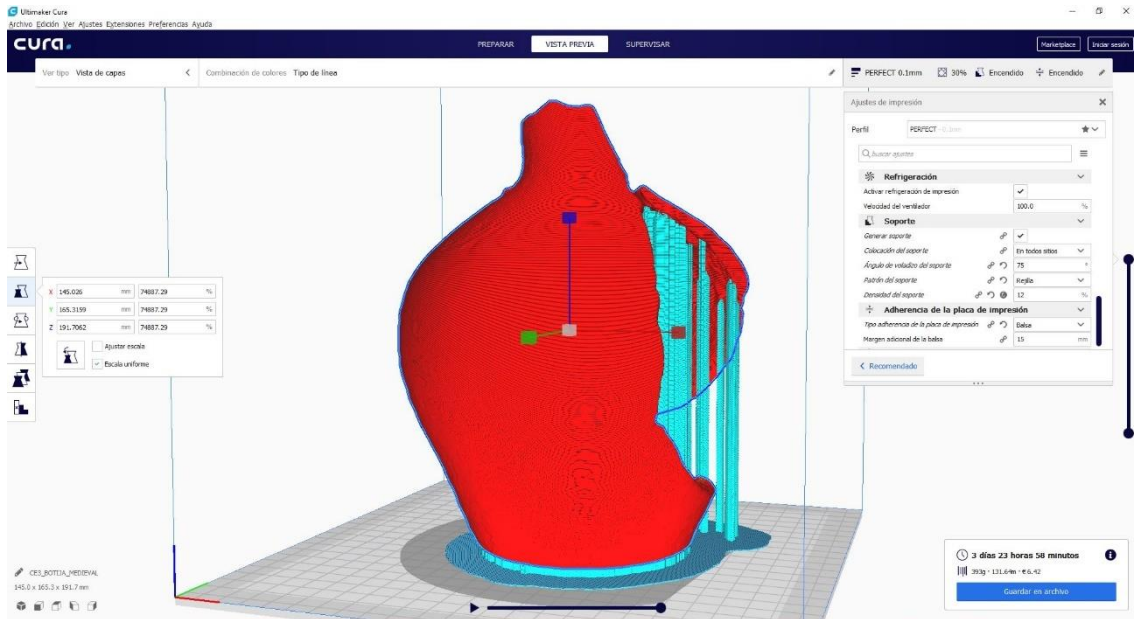 Ultimaker Cura
Archivo Edición Ver Ajustes Extensiones Preferencias Ayuda
cura.
PREPARAR VISTA PREVIA SUPERVISAR
Marketplace Iniciar sesión
Ver tipo Vista de capas
Combinación de colores Tipo de línea
PERFECT 0.1mm 30% Encendido Encendido
Ajustes de impresión
Perfil PERFECT - 0.1mm
buscar ajustes
Refrigeración
Activar refrigeración de impresión
Velocidad del ventilador 100.0 %
Soporte
Generar soporte
Colocación del soporte En todos sitios
Ángulo de voladizo del soporte 75 °
Patrón del soporte Rejilla
Densidad del soporte 12 %
Adherencia de la placa de impresión
Tipo adherencia de la placa de impresión Balsa
Margen adicional de la balsa 15 mm
Recomendado
X 145.026 mm 74887.29 %
Y 165.3159 mm 74887.29 %
Z 191.7062 mm 74887.29 %
Ajustar escala
Escala uniforme
CE3_BOTIJA_MEDIEVAL
145.0 x 165.3 x 191.7 mm
3 días 23 horas 58 minutos
393g · 131.64m · € 6.42
Guardar en archivo